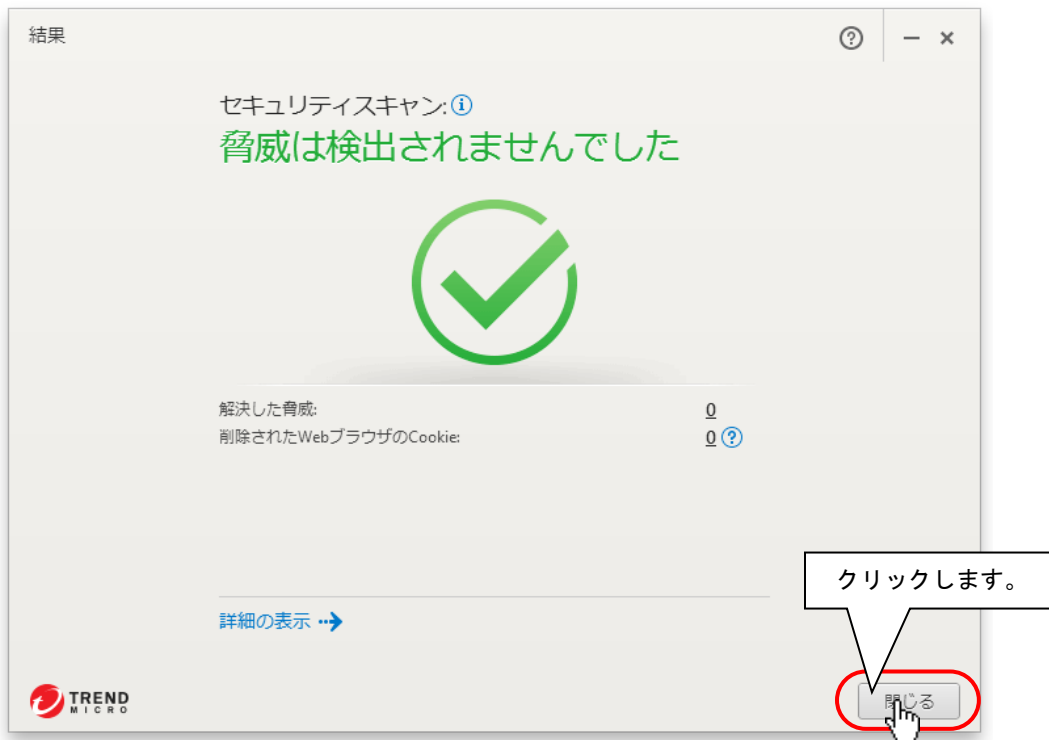 結果
セキュリティスキャン:
脅威は検出されませんでした
解決した脅威: 0
削除されたWebブラウザのCookie: 0
クリックします。
詳細の表示
TREND
MICRO
閉じる